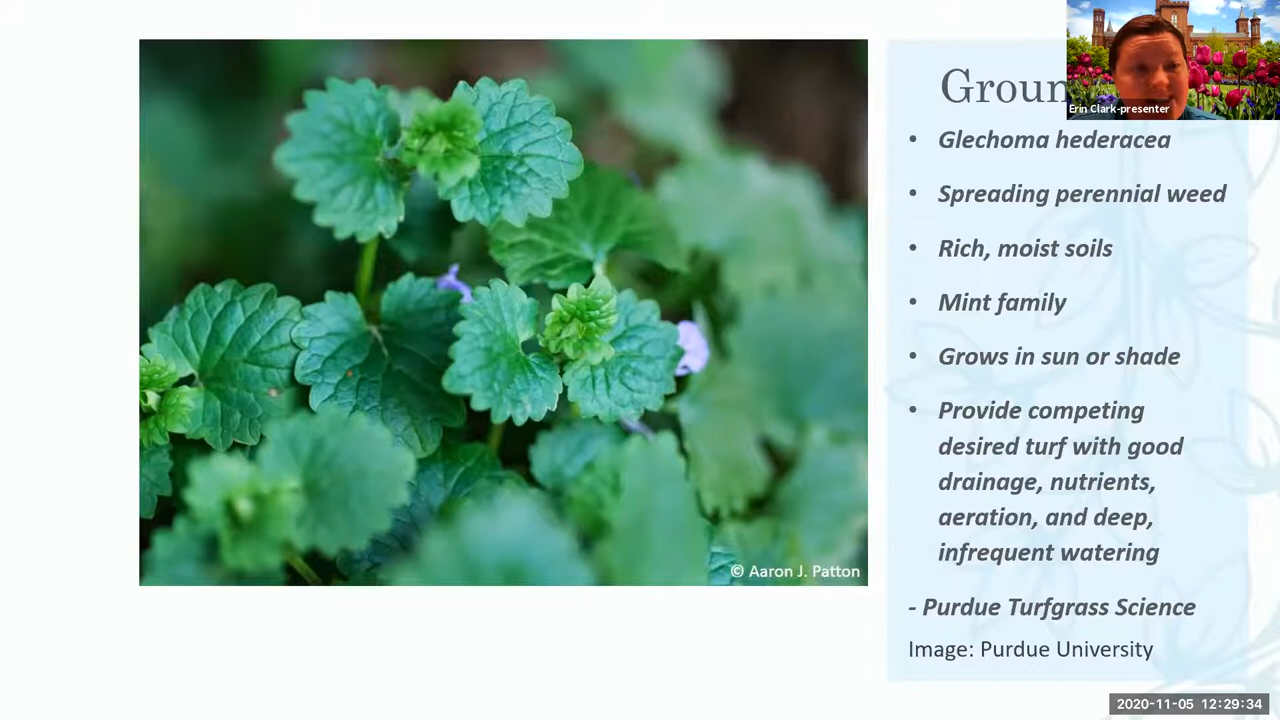 Erin Clark-presenter
• Glechoma hederacea
• Spreading perennial weed
• Rich, moist soils
• Mint family
• Grows in sun or shade
• Provide competing
desired turf with good
drainage, nutrients,
aeration, and deep,
infrequent watering
- Purdue Turfgrass Science
Image: Purdue University
© Aaron J. Patton
2020-11-05 12:29:34